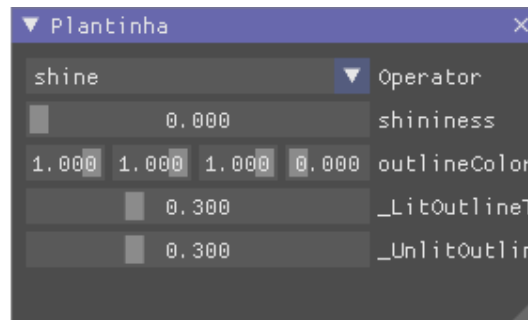 Plantinha
shine Operator
0.000 shininess
1.000 1.000 1.000 0.000 outlineColor
0.300 _LitOutlineT
0.300 _UnlitOutlin